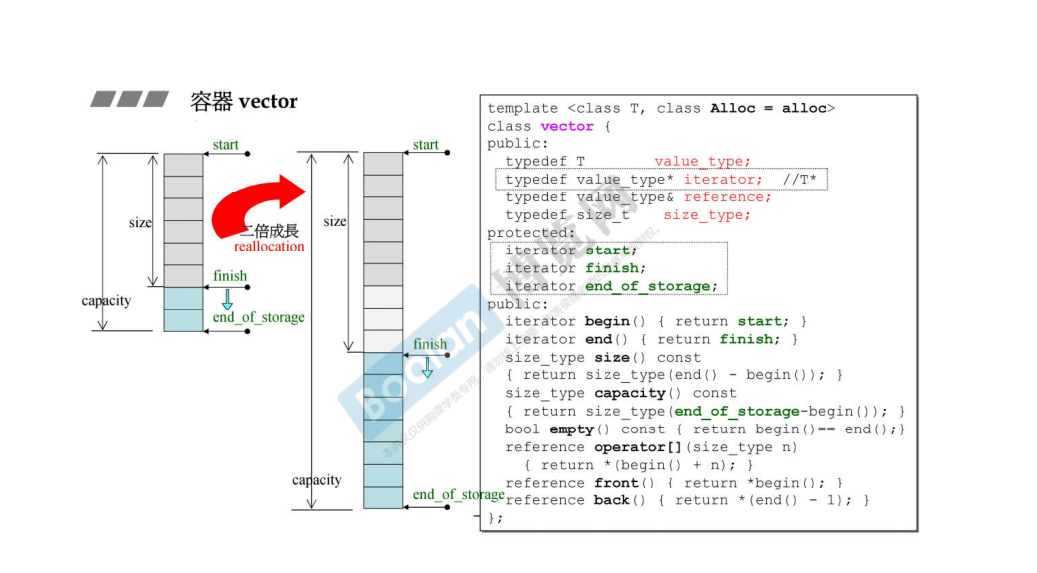 容器 vector
start
size
finish
capacity
end_of_storage
二倍成長
reallocation
start
size
finish
capacity
end_of_storage
template <class T, class Alloc = alloc>
class vector {
public:
typedef T value_type;
typedef value_type* iterator; //T*
typedef value_type& reference;
typedef size_t size_type;
protected:
iterator start;
iterator finish;
iterator end_of_storage;
public:
iterator begin() { return start; }
iterator end() { return finish; }
size_type size() const
{ return size_type(end() - begin()); }
size_type capacity() const
{ return size_type(end_of_storage-begin()); }
bool empty() const { return begin()== end();}
reference operator[](size_type n)
{ return *(begin() + n); }
reference front() { return *begin(); }
reference back() { return *(end() - 1); }
};
Boolan 博览网